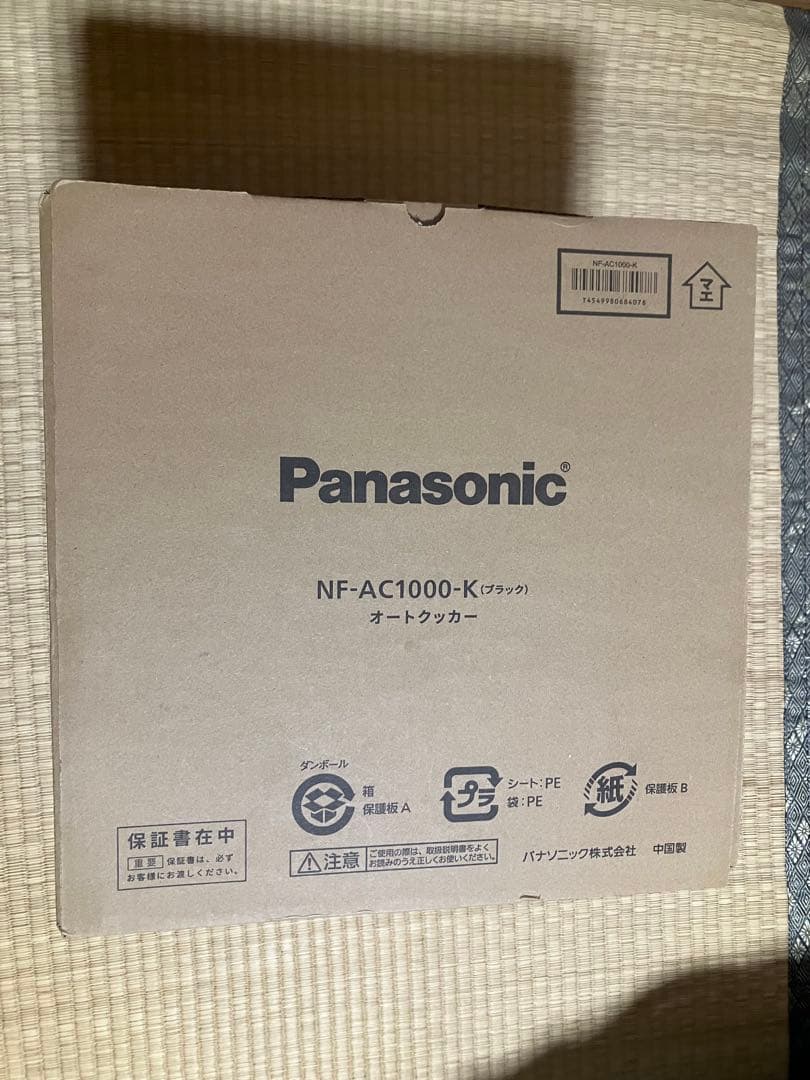 NF-AC1000-K
T4549980684078
マエ
Panasonic®
NF-AC1000-K(ブラック)
オートクッカー
ダンボール
箱
保護板A
プラ
シート:PE
袋:PE
紙
保護板B
保証書在中
重要 保証書は、必ず
お客様にお渡しください。
⚠注意
ご使用の際は、取扱説明書をよく
お読みのうえ正しくお使いください。
パナソニック株式会社 中国製